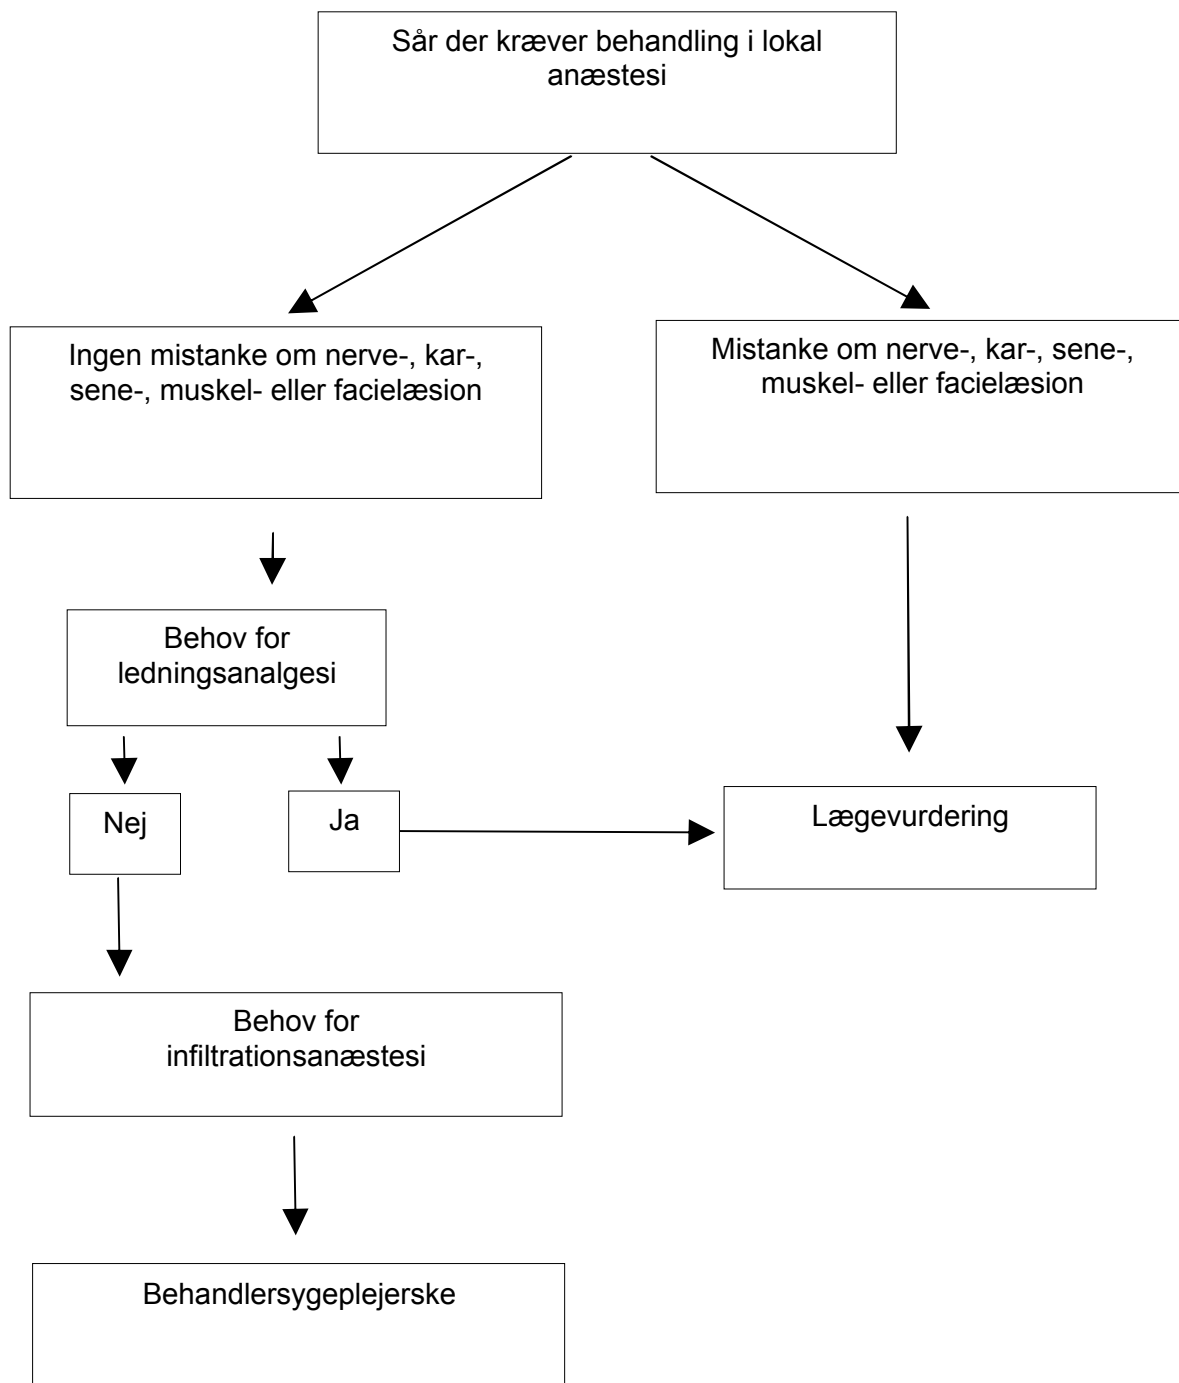 Sår der kræver behandling i lokal
anæstesi
Ingen mistanke om nerve-, kar-,
sene-, muskel- eller facielæsion
Mistanke om nerve-, kar-, sene-,
muskel- eller facielæsion
Behov for
ledningsanalgesi
Nej
Ja
Lægevurdering
Behov for
infiltrationsanæstesi
Behandlersygeplejerske